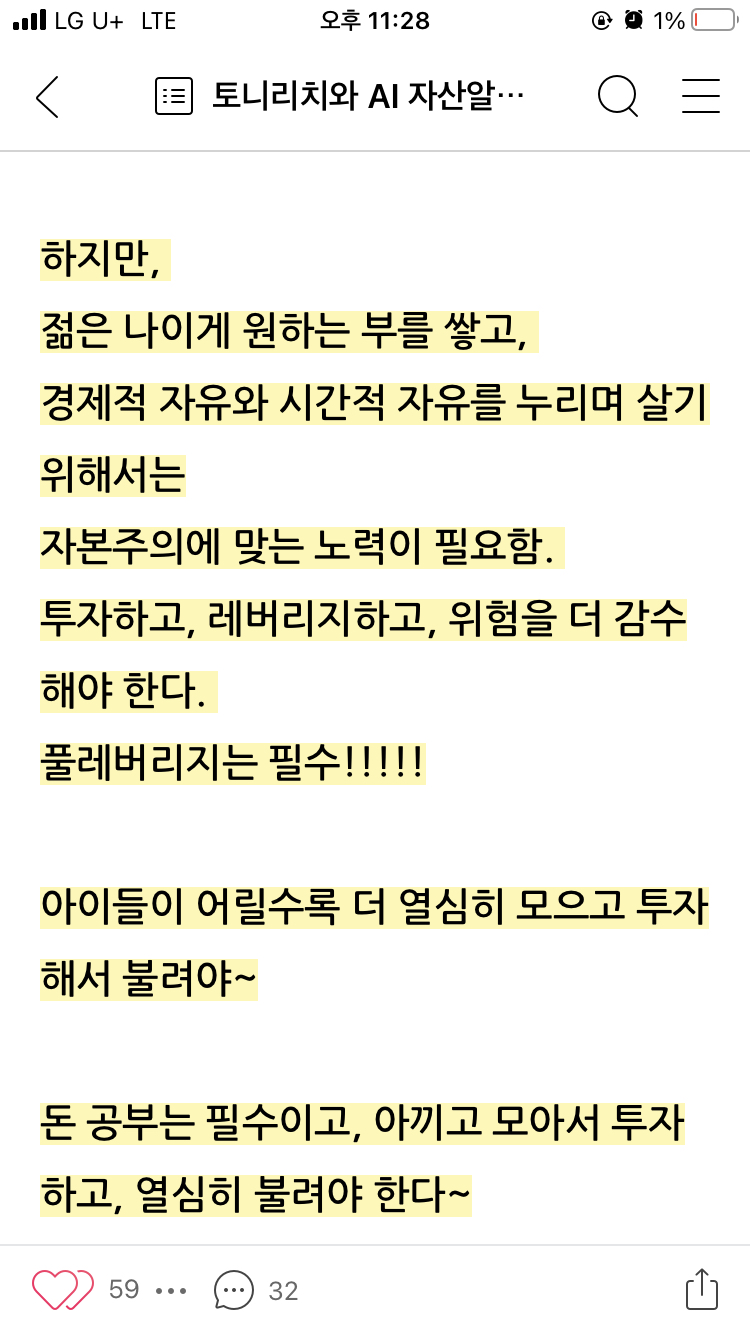 LG U+ LTE 오후 11:28 1%
토니리치와 AI 자산알…
하지만,
젊은 나이게 원하는 부를 쌓고,
경제적 자유와 시간적 자유를 누리며 살기
위해서는
자본주의에 맞는 노력이 필요함.
투자하고, 레버리지하고, 위험을 더 감수
해야 한다.
풀레버리지는 필수!!!!!
아이들이 어릴수록 더 열심히 모으고 투자
해서 불려야~
돈 공부는 필수이고, 아끼고 모아서 투자
하고, 열심히 불려야 한다~
59 32